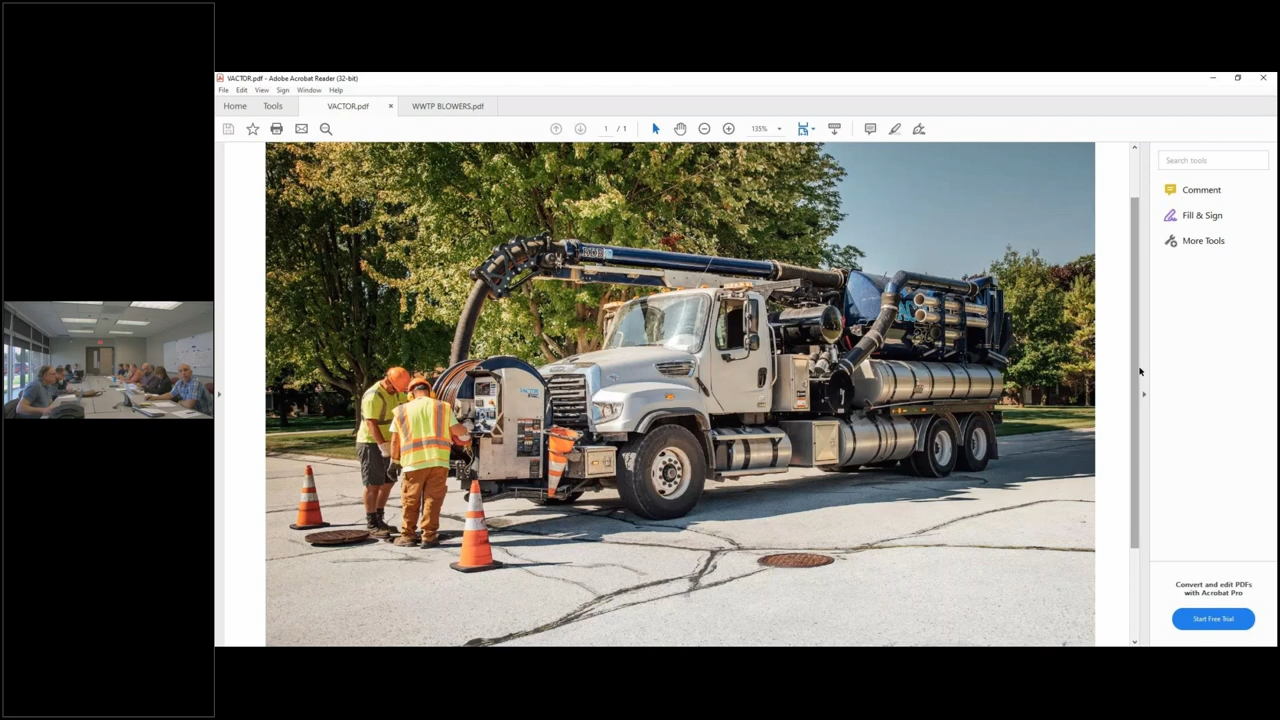 VACTOR.pdf - Adobe Acrobat Reader (32-bit)
File Edit View Sign Window Help
Home Tools VACTOR.pdf × WWTP BLOWERS.pdf
1 / 1 135%
Search tools
Comment
Fill & Sign
More Tools
VACTOR
Convert and edit PDFs
with Acrobat Pro
Start Free Trial